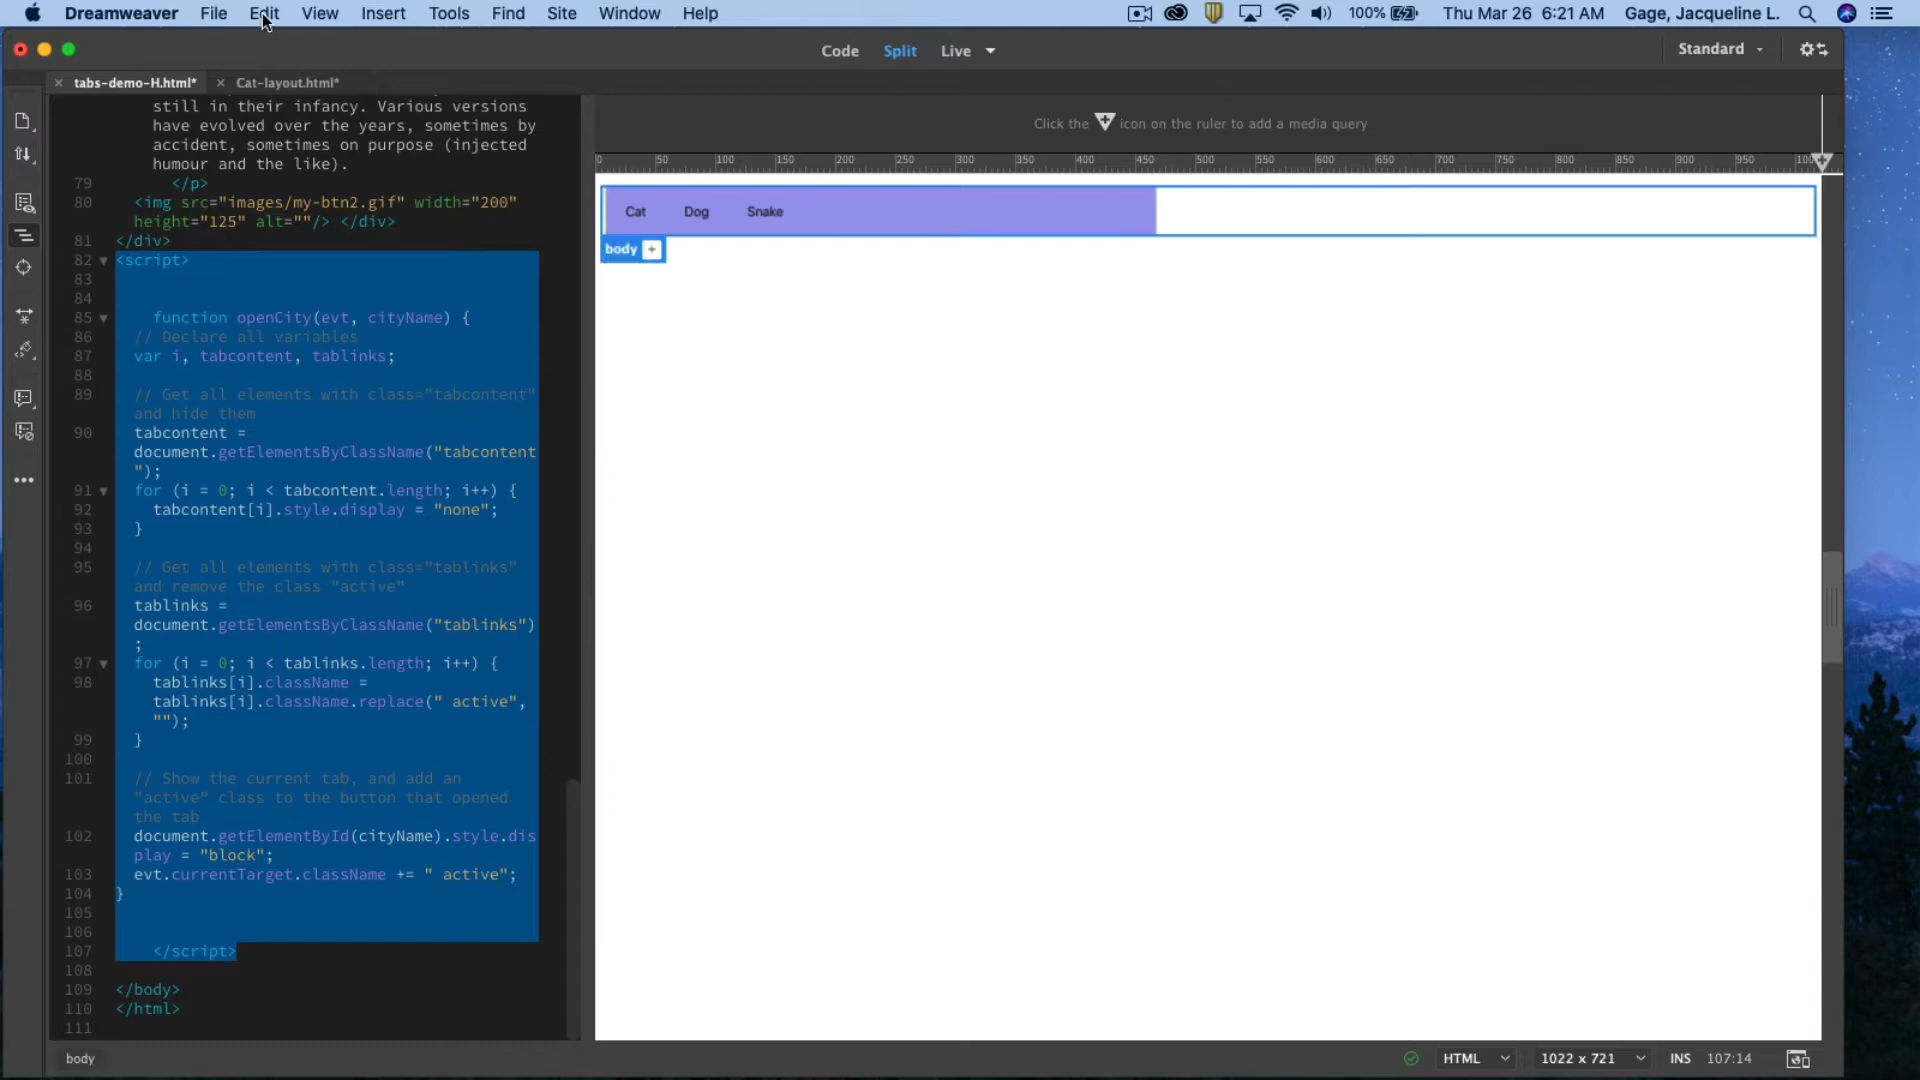 Dreamweaver File Edit View Insert Tools Find Site Window Help 100% Thu Mar 26 6:21 AM Gage, Jacqueline L.
Code Split Live Standard
tabs-demo-H.html* Cat-layout.html*
still in their infancy. Various versions
have evolved over the years, sometimes by
accident, sometimes on purpose (injected
humour and the like).
79 </p>
80 <img src="images/my-btn2.gif" width="200"
height="125" alt=""/> </div>
81 </div>
82 <script>
83
84
85 function openCity(evt, cityName) {
86 // Declare all variables
87 var i, tabcontent, tablinks;
88
89 // Get all elements with class="tabcontent"
and hide them
90 tabcontent =
document.getElementsByClassName("tabcontent
");
91 for (i = 0; i < tabcontent.length; i++) {
92 tabcontent[i].style.display = "none";
93 }
94
95 // Get all elements with class="tablinks"
and remove the class "active"
96 tablinks =
document.getElementsByClassName("tablinks")
;
97 for (i = 0; i < tablinks.length; i++) {
98 tablinks[i].className =
tablinks[i].className.replace(" active",
"");
99 }
100
101 // Show the current tab, and add an
"active" class to the button that opened
the tab
102 document.getElementById(cityName).style.dis
play = "block";
103 evt.currentTarget.className += " active";
104 }
105
106
107 </script>
108
109 </body>
110 </html>
111
Click the icon on the ruler to add a media query
0 50 100 150 200 250 300 350 400 450 500 550 600 650 700 750 800 850 900 950
Cat Dog Snake
body +
body HTML 1022 x 721 INS 107:14